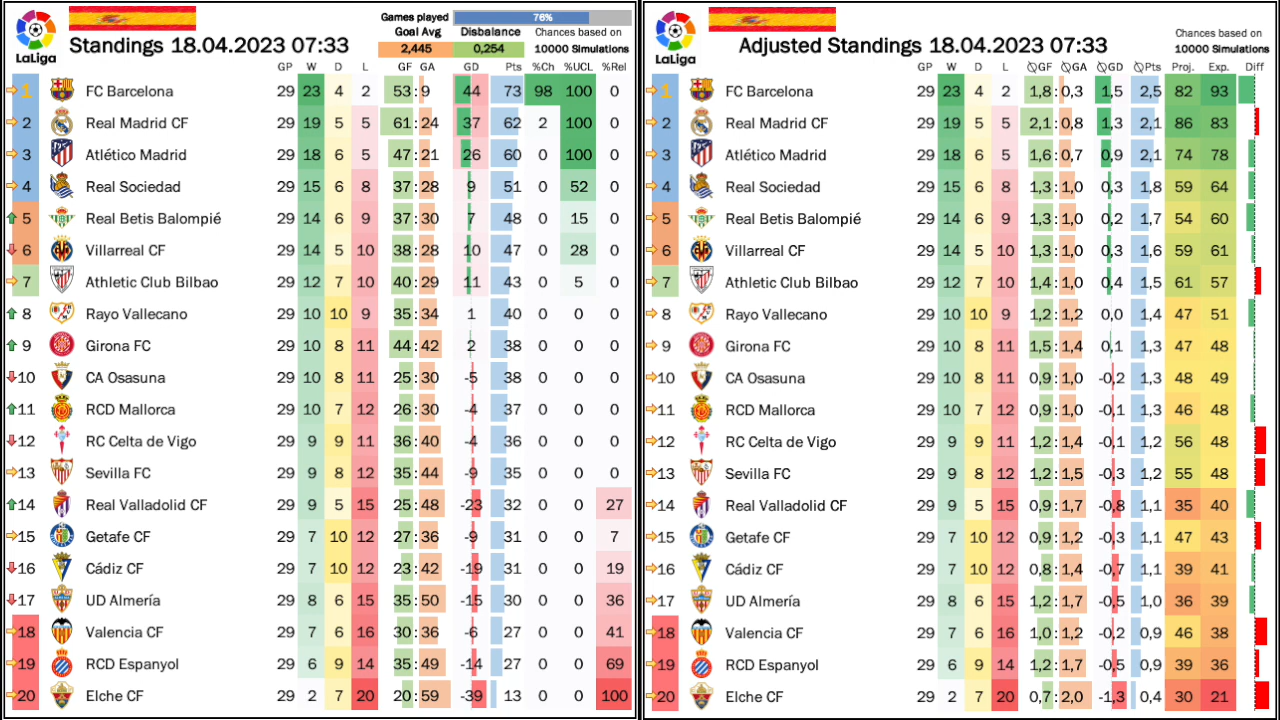 LaLiga
Standings 18.04.2023 07:33
Games played 76%
Goal Avg Disbalance Chances based on
2,445 0,254 10000 Simulations
GP W D L GF GA GD Pts %Ch %UCL %Rel
1 FC Barcelona 29 23 4 2 53:9 44 73 98 100 0
2 Real Madrid CF 29 19 5 5 61:24 37 62 2 100 0
3 Atlético Madrid 29 18 6 5 47:21 26 60 0 100 0
4 Real Sociedad 29 15 6 8 37:28 9 51 0 52 0
5 Real Betis Balompié 29 14 6 9 37:30 7 48 0 15 0
6 Villarreal CF 29 14 5 10 38:28 10 47 0 28 0
7 Athletic Club Bilbao 29 12 7 10 40:29 11 43 0 5 0
8 Rayo Vallecano 29 10 10 9 35:34 1 40 0 0 0
9 Girona FC 29 10 8 11 44:42 2 38 0 0 0
10 CA Osasuna 29 10 8 11 25:30 -5 38 0 0 0
11 RCD Mallorca 29 10 7 12 26:30 -4 37 0 0 0
12 RC Celta de Vigo 29 9 9 11 36:40 -4 36 0 0 0
13 Sevilla FC 29 9 8 12 35:44 -9 35 0 0 0
14 Real Valladolid CF 29 9 5 15 25:48 -23 32 0 0 27
15 Getafe CF 29 7 10 12 27:36 -9 31 0 0 7
16 Cádiz CF 29 7 10 12 23:42 -19 31 0 0 19
17 UD Almería 29 8 6 15 35:50 -15 30 0 0 36
18 Valencia CF 29 7 6 16 30:36 -6 27 0 0 41
19 RCD Espanyol 29 6 9 14 35:49 -14 27 0 0 69
20 Elche CF 29 2 7 20 20:59 -39 13 0 0 100
LaLiga
Adjusted Standings 18.04.2023 07:33
Chances based on
10000 Simulations
GP W D L ∅GF ∅GA ∅GD ∅Pts Proj. Exp. Diff
1 FC Barcelona 29 23 4 2 1,8:0,3 1,5 2,5 82 93
2 Real Madrid CF 29 19 5 5 2,1:0,8 1,3 2,1 86 83
3 Atlético Madrid 29 18 6 5 1,6:0,7 0,9 2,1 74 78
4 Real Sociedad 29 15 6 8 1,3:1,0 0,3 1,8 59 64
5 Real Betis Balompié 29 14 6 9 1,3:1,0 0,2 1,7 54 60
6 Villarreal CF 29 14 5 10 1,3:1,0 0,3 1,6 59 61
7 Athletic Club Bilbao 29 12 7 10 1,4:1,0 0,4 1,5 61 57
8 Rayo Vallecano 29 10 10 9 1,2:1,2 0,0 1,4 47 51
9 Girona FC 29 10 8 11 1,5:1,4 0,1 1,3 47 48
10 CA Osasuna 29 10 8 11 0,9:1,0 -0,2 1,3 48 49
11 RCD Mallorca 29 10 7 12 0,9:1,0 -0,1 1,3 46 48
12 RC Celta de Vigo 29 9 9 11 1,2:1,4 -0,1 1,2 56 48
13 Sevilla FC 29 9 8 12 1,2:1,5 -0,3 1,2 55 48
14 Real Valladolid CF 29 9 5 15 0,9:1,7 -0,8 1,1 35 40
15 Getafe CF 29 7 10 12 0,9:1,2 -0,3 1,1 47 43
16 Cádiz CF 29 7 10 12 0,8:1,4 -0,7 1,1 39 41
17 UD Almería 29 8 6 15 1,2:1,7 -0,5 1,0 36 39
18 Valencia CF 29 7 6 16 1,0:1,2 -0,2 0,9 46 38
19 RCD Espanyol 29 6 9 14 1,2:1,7 -0,5 0,9 39 36
20 Elche CF 29 2 7 20 0,7:2,0 -1,3 0,4 30 21